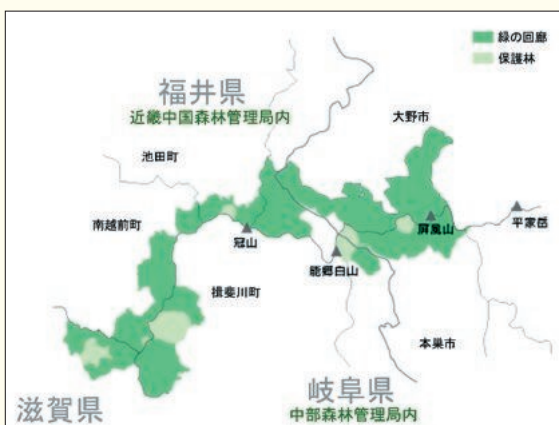 緑の回廊
保護林
福井県
近畿中国森林管理局内
大野市
池田町
平家岳
南越前町
屏風山
冠山
能郷白山
揖斐川町
本巣市
岐阜県
滋賀県
中部森林管理局内